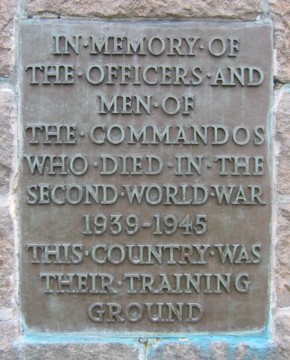 IN·MEMORY·OF
THE·OFFICERS·AND
MEN·OF
THE·COMMANDOS
WHO·DIED·IN·THE
SECOND·WORLD·WAR
1939-1945
THIS·COUNTRY·WAS
THEIR·TRAINING
GROUND